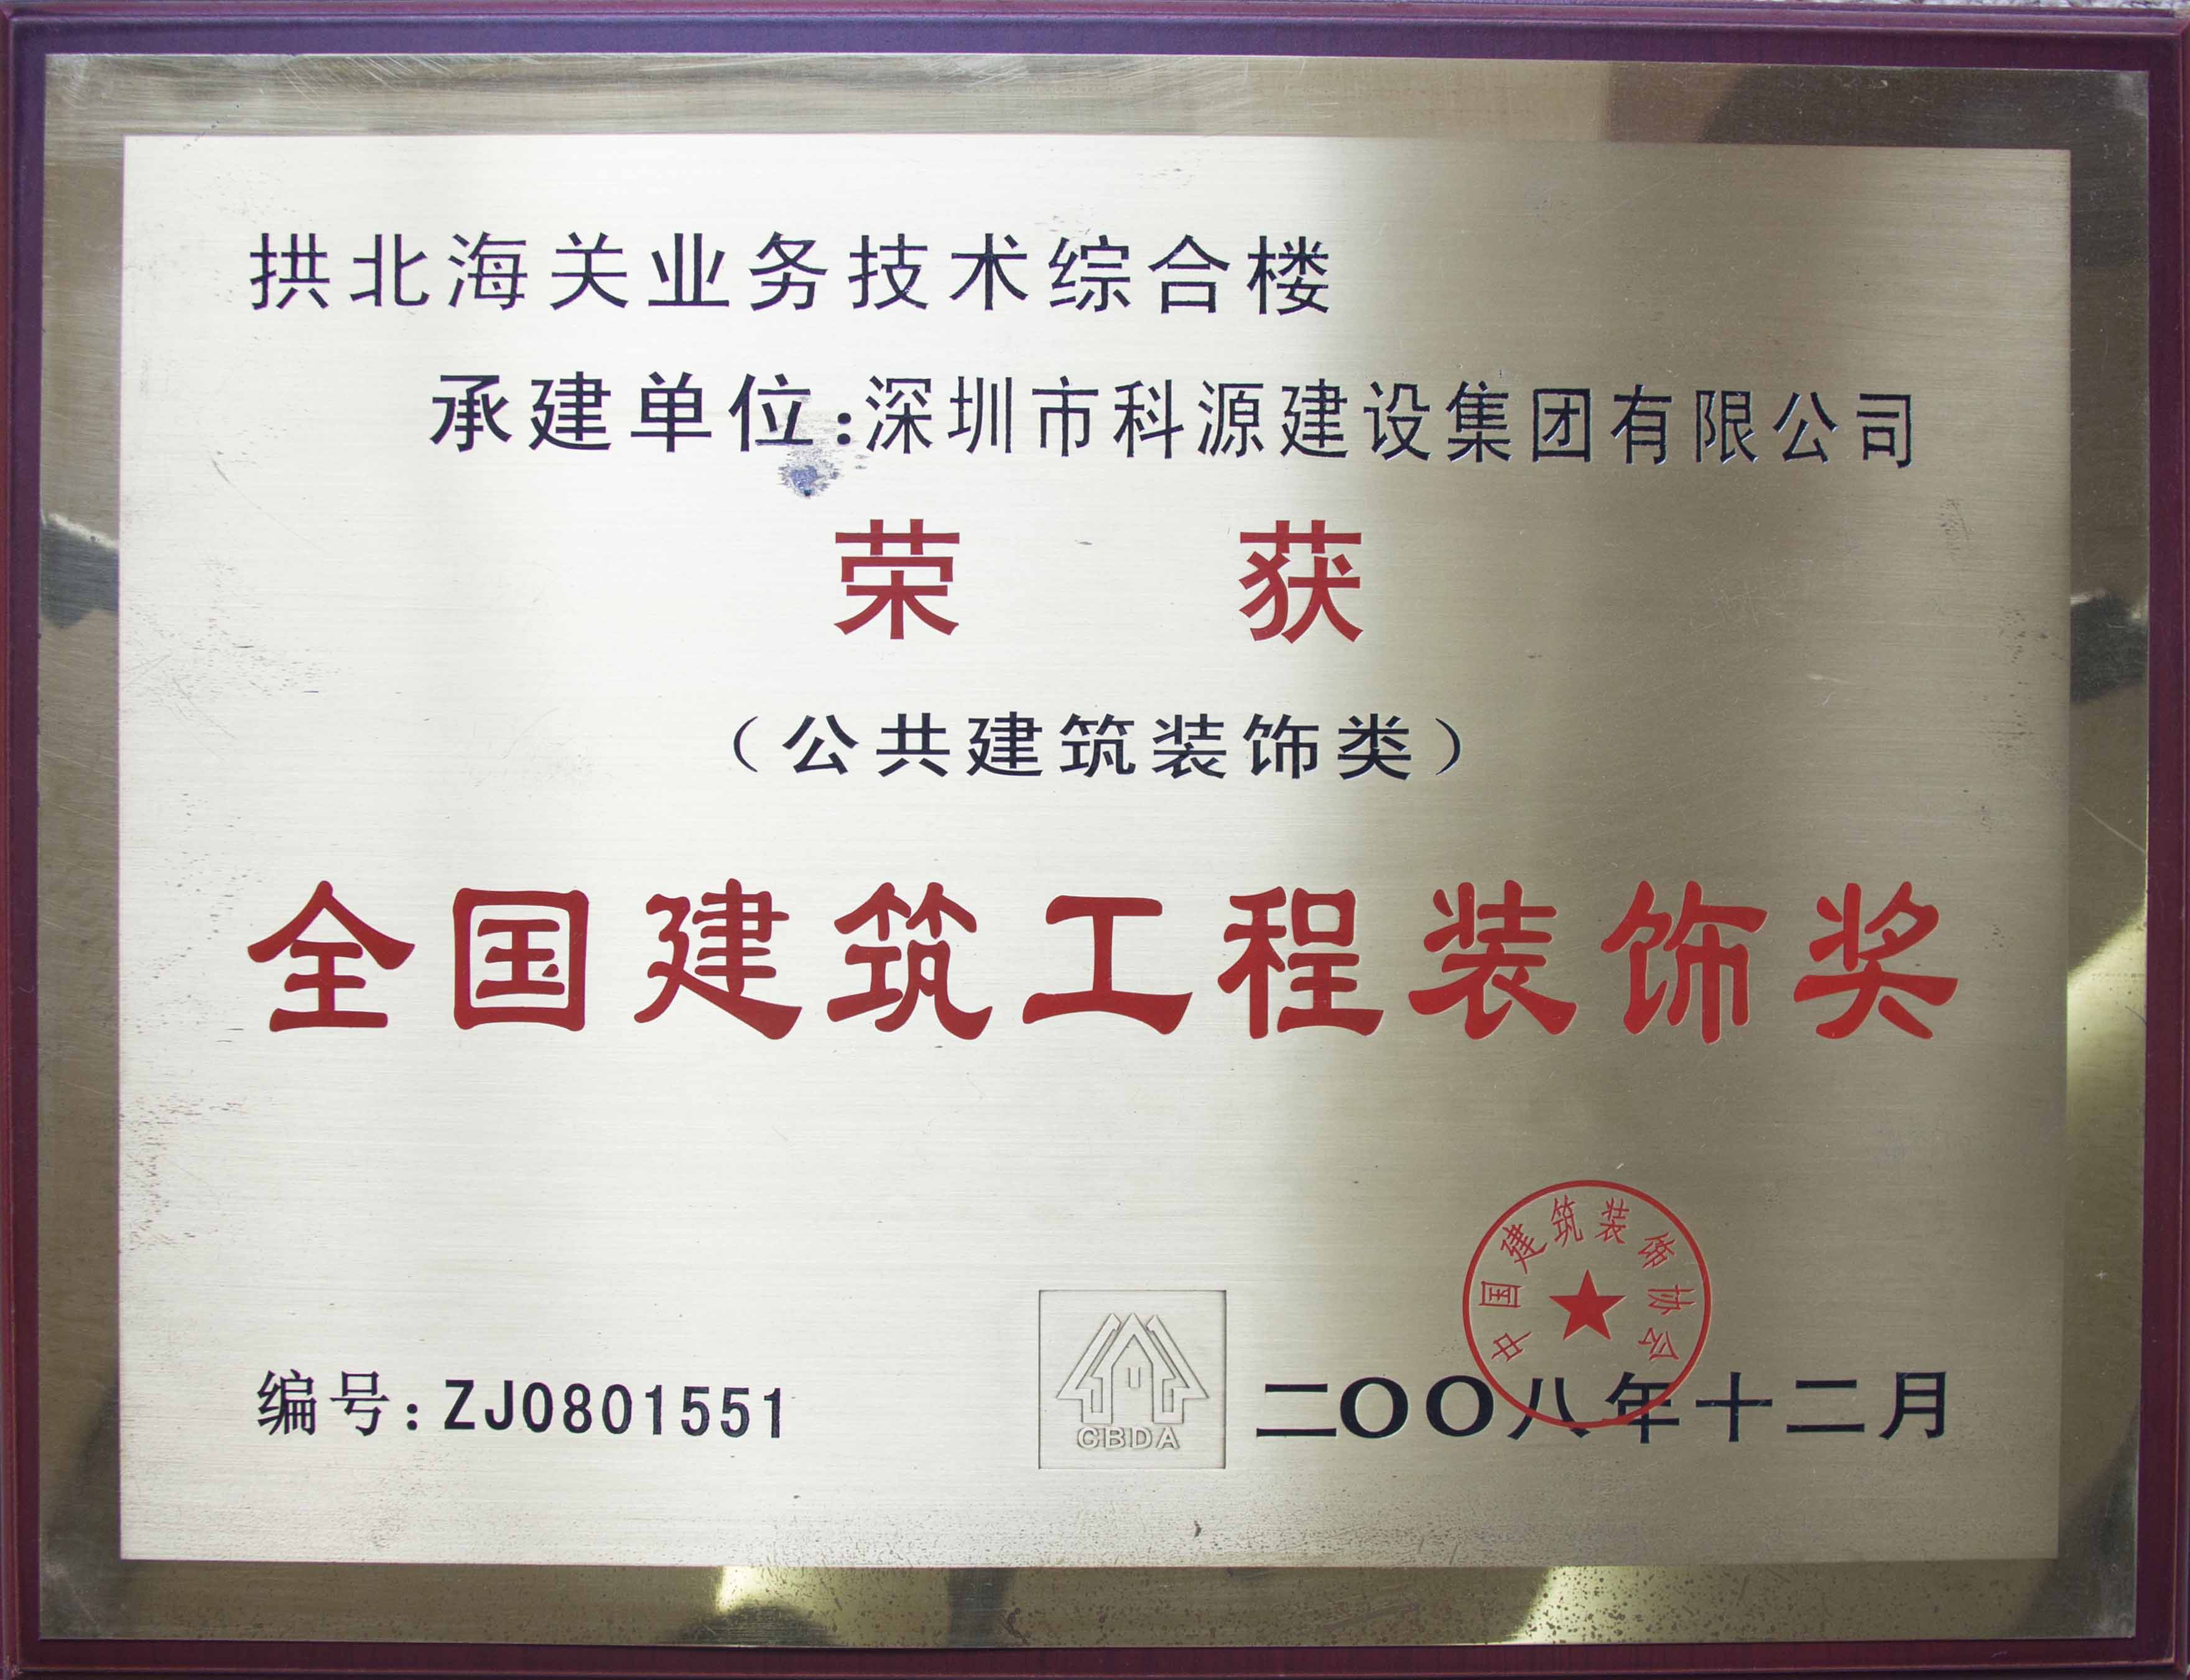 拱北海关业务技术综合楼
承建单位:深圳市科源建设集团有限公司
荣 获
（公共建筑装饰类）
全国建筑工程装饰奖
中国建筑装饰协会
编号: ZJ0801551
CBDA
二〇〇八年十二月